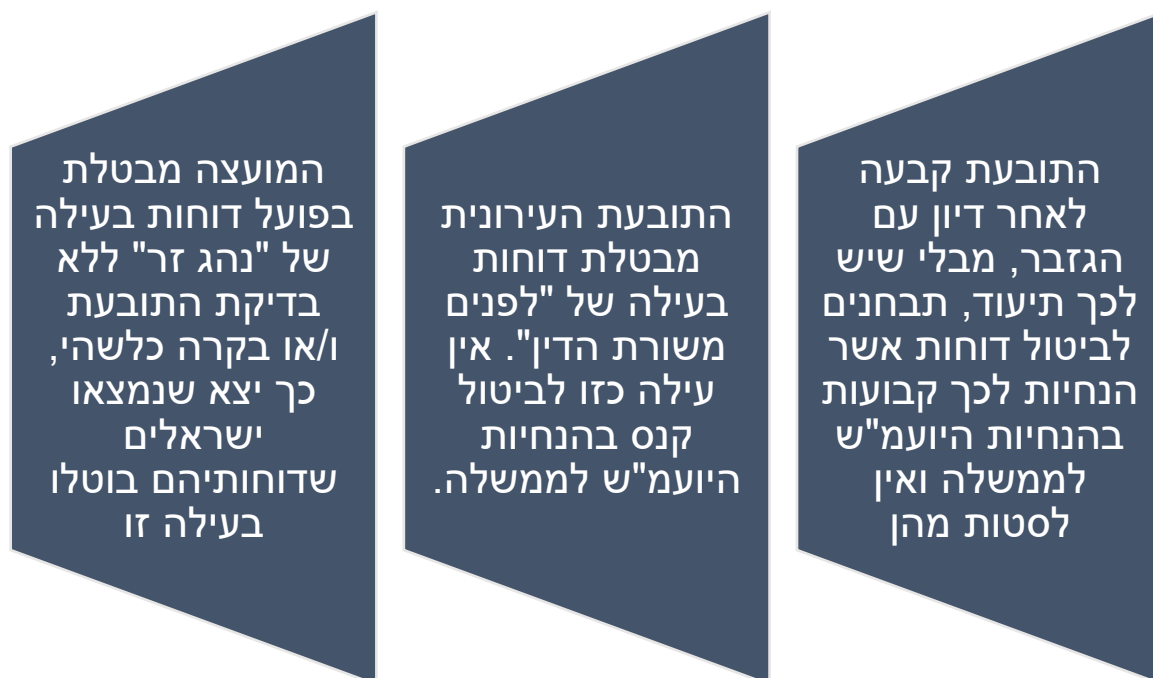 התובעת קבעה
לאחר דיון עם
הגזבר, מבלי שיש
לכך תיעוד, תבחנים
לביטול דוחות אשר
הנחיות לכך קבועות
בהנחיות היועמ"ש
לממשלה ואין
לסטות מהן
התובעת העירונית
מבטלת דוחות
בעילה של "לפנים
משורת הדין". אין
עילה כזו לביטול
קנס בהנחיות
היועמ"ש לממשלה.
המועצה מבטלת
בפועל דוחות בעילה
של "נהג זר" ללא
בדיקת התובעת
ו/או בקרה כלשהי,
כך יצא שנמצאו
ישראלים
שדוחותיהם בוטלו
בעילה זו